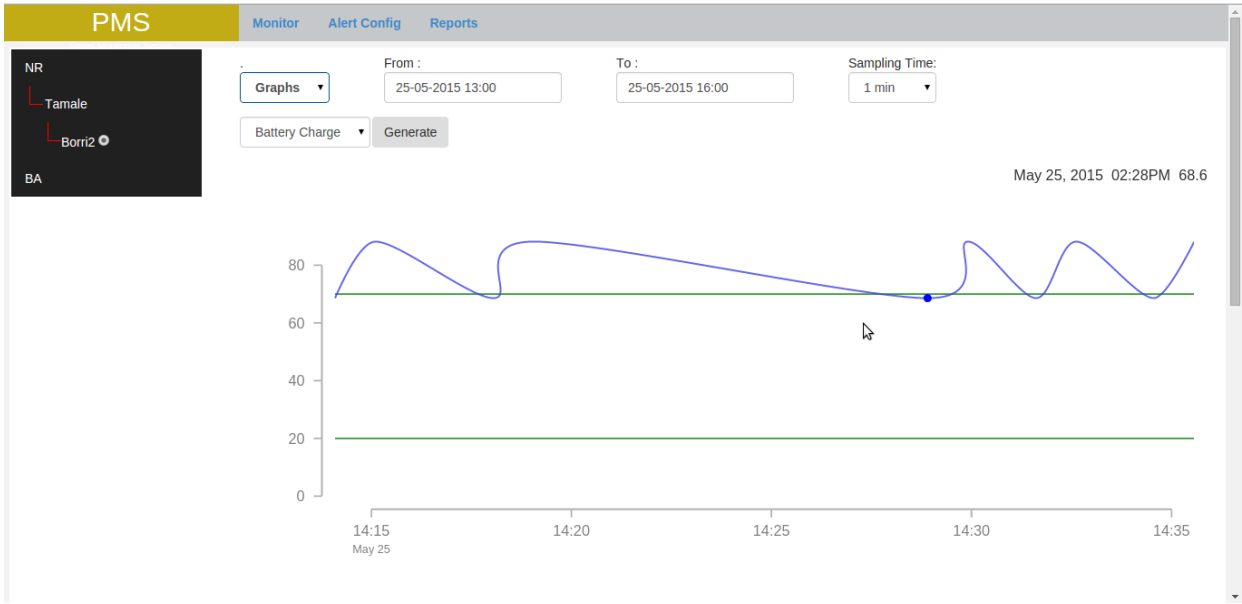 PMS Monitor Alert Config Reports
NR
Tamale
Borri2
BA
. From : To : Sampling Time:
Graphs 25-05-2015 13:00 25-05-2015 16:00 1 min
Battery Charge Generate
May 25, 2015 02:28PM 68.6
80
60
40
20
0
14:15 14:20 14:25 14:30 14:35
May 25